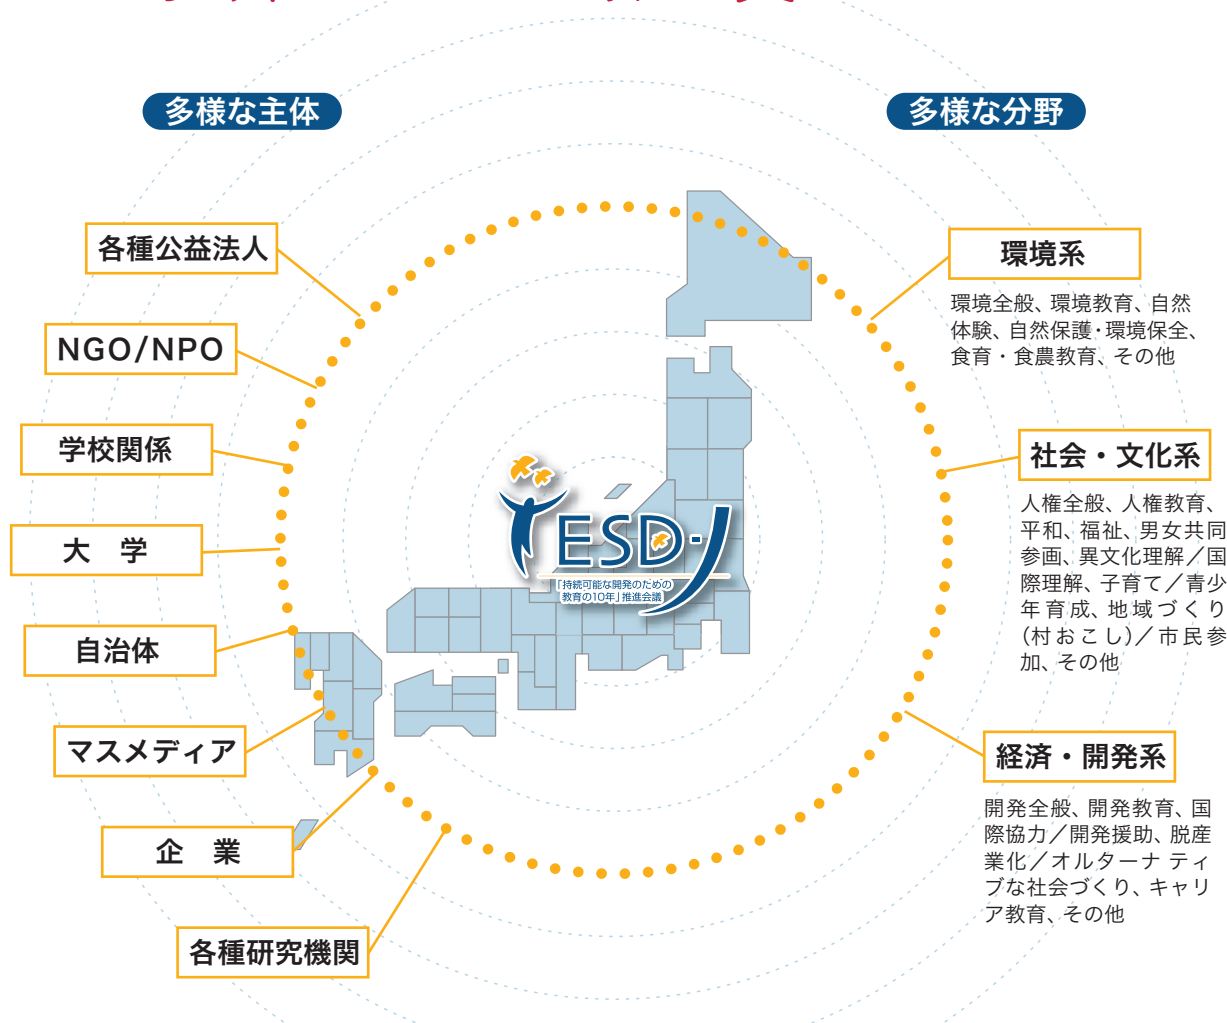 多様な主体
各種公益法人
NGO/NPO
学校関係
大　学
自治体
マスメディア
企　業
各種研究機関
ESD-J
「持続可能な開発のための
教育の10年」推進会議
多様な分野
環境系
環境全般、環境教育、自然
体験、自然保護・環境保全、
食育・食農教育、その他
社会・文化系
人権全般、人権教育、
平和、福祉、男女共同
参画、異文化理解／国
際理解、子育て／青少
年育成、地域づくり
（村おこし）／市民参
加、その他
経済・開発系
開発全般、開発教育、国
際協力／開発援助、脱産
業化／オルターナティ
ブな社会づくり、キャリ
ア教育、その他